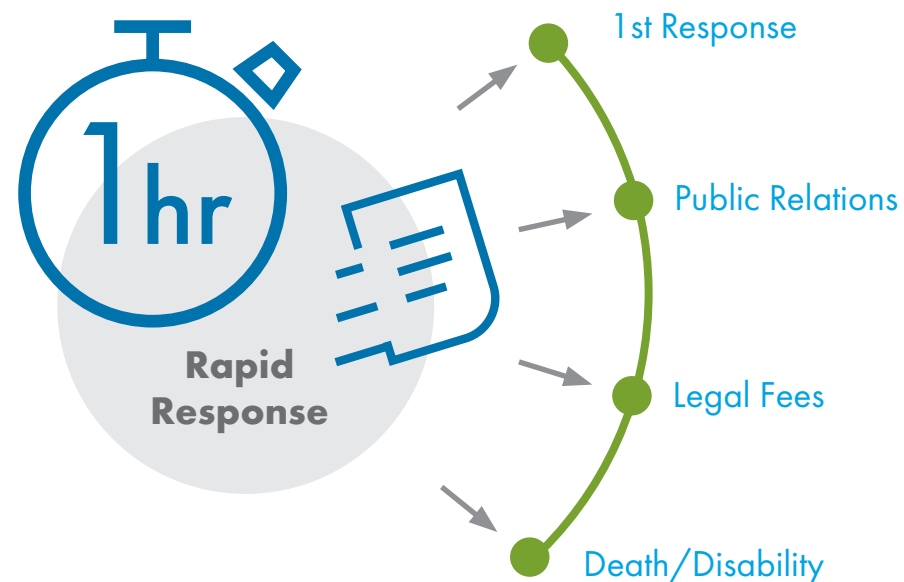 1hr
Rapid
Response
1st Response
Public Relations
Legal Fees
Death/Disability